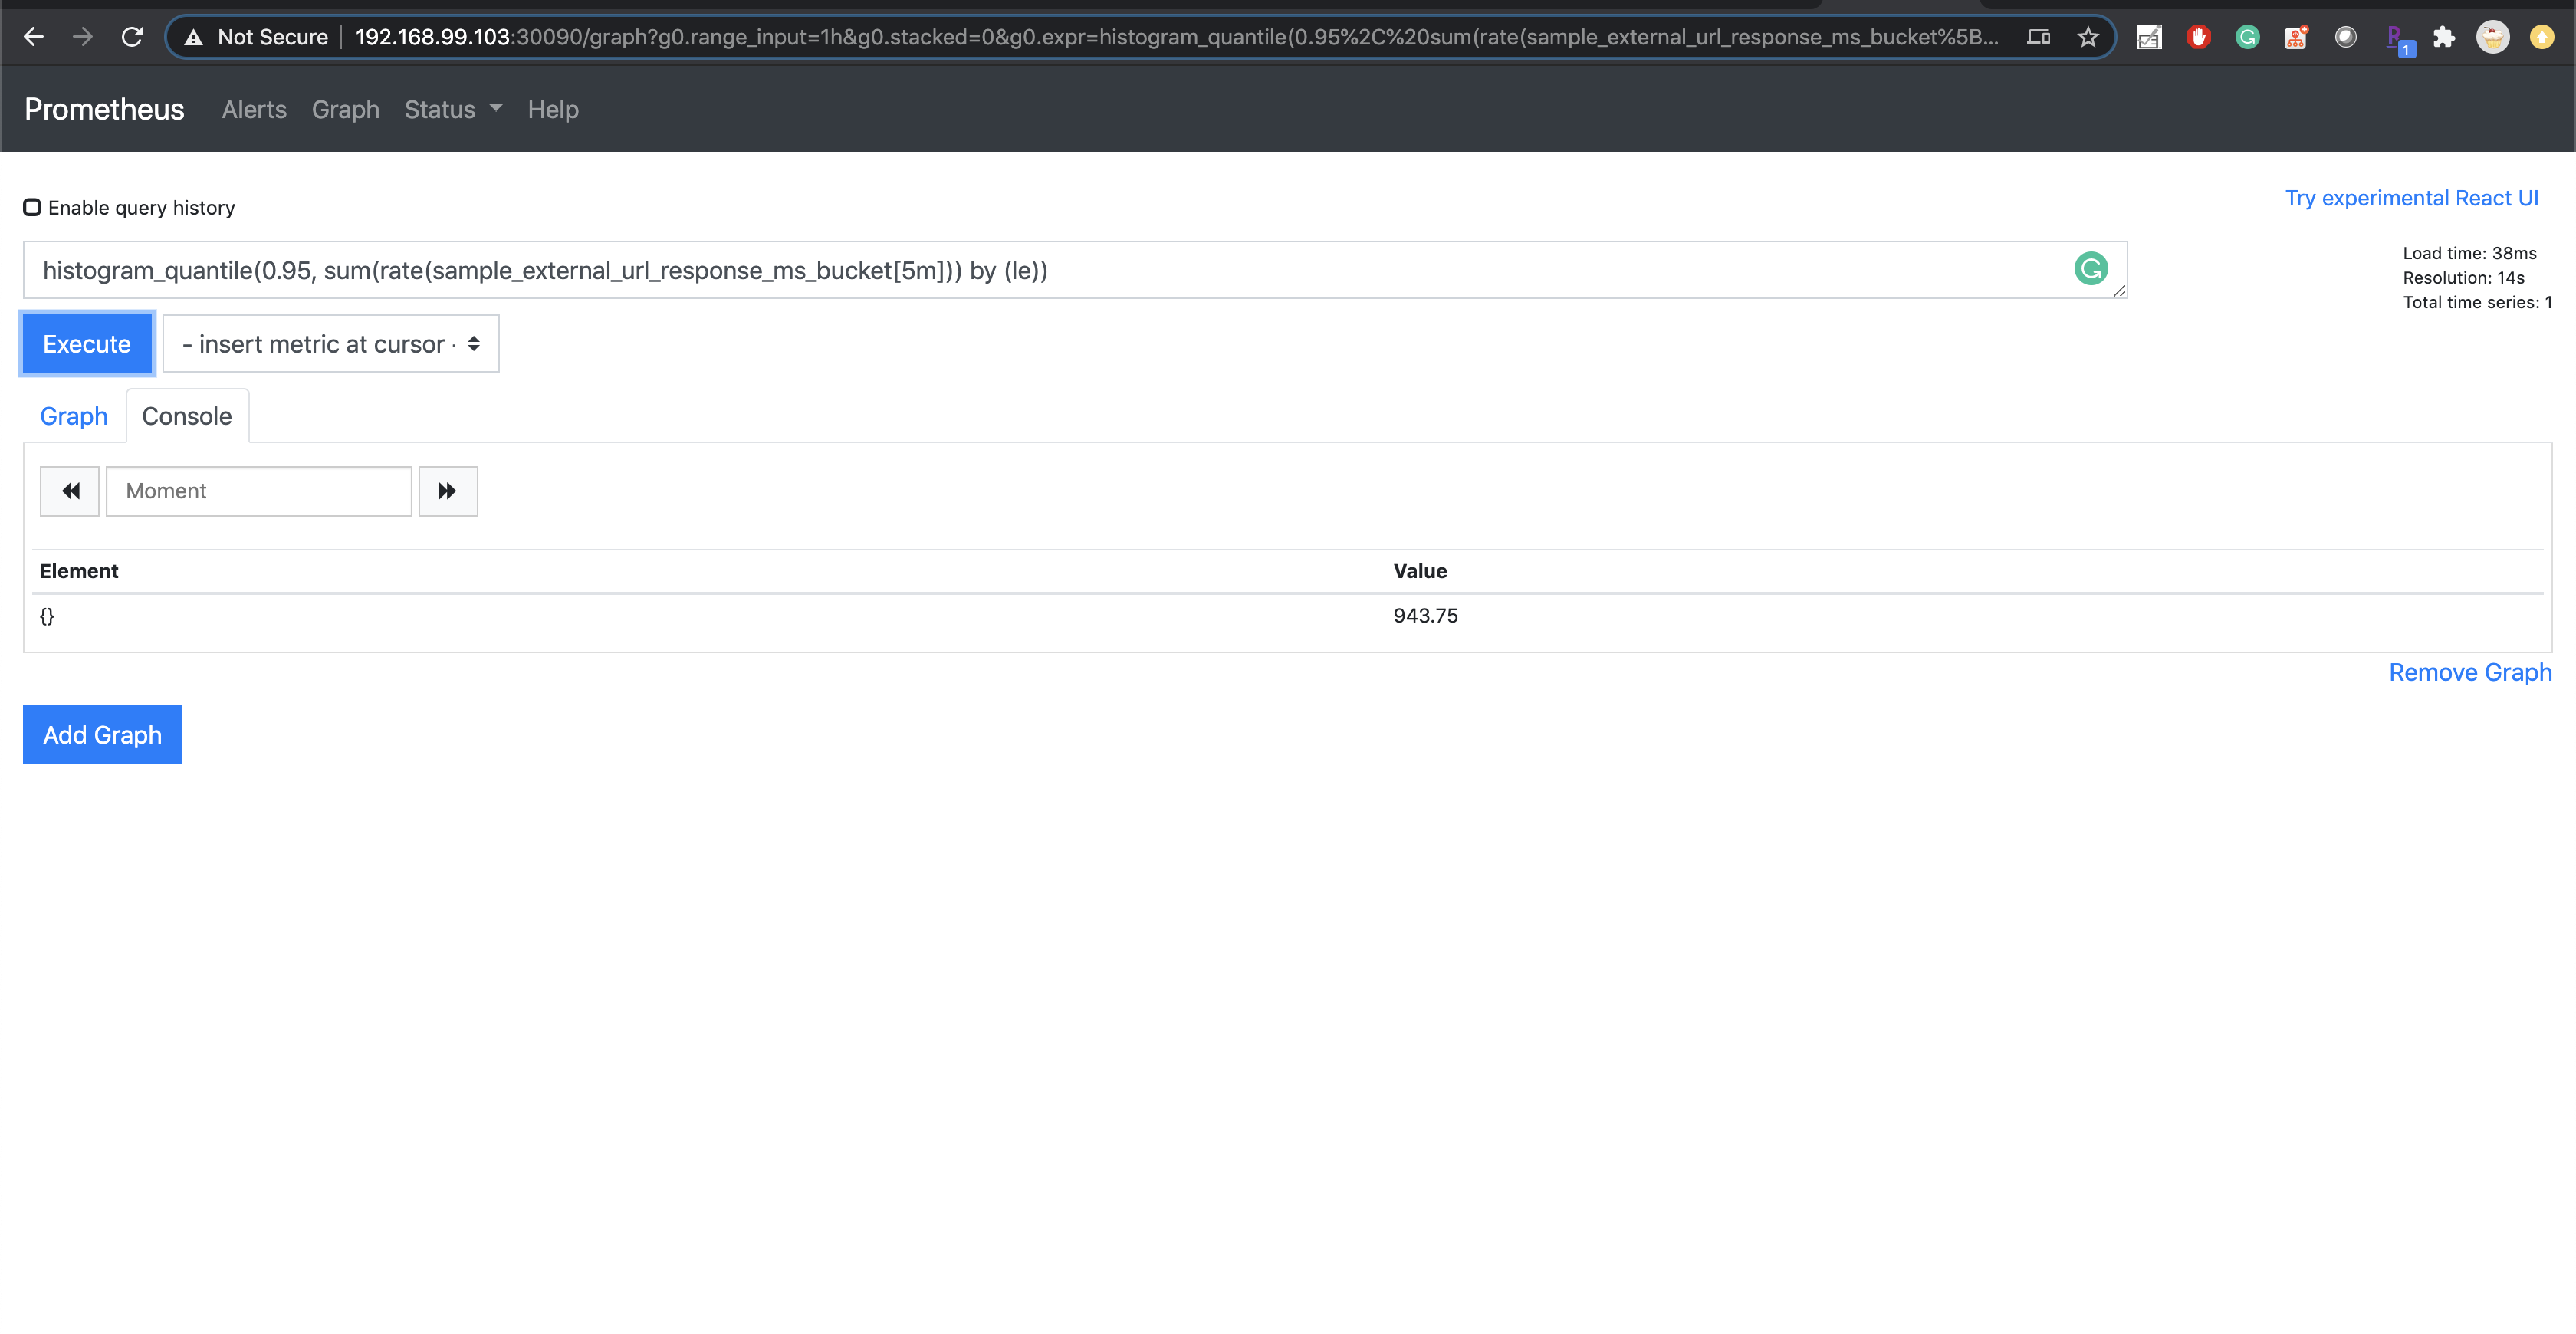 Not Secure 192.168.99.103:30090/graph?g0.range_input=1h&g0.stacked=0&g0.expr=histogram_quantile(0.95%2C%20sum(rate(sample_external_url_response_ms_bucket%5B...
1
Prometheus Alerts Graph Status Help
Enable query history
Try experimental React UI
histogram_quantile(0.95, sum(rate(sample_external_url_response_ms_bucket[5m])) by (le))
Load time: 38ms
Resolution: 14s
Total time series: 1
Execute
- insert metric at cursor -
Graph Console
Moment
Element Value
{} 943.75
Remove Graph
Add Graph